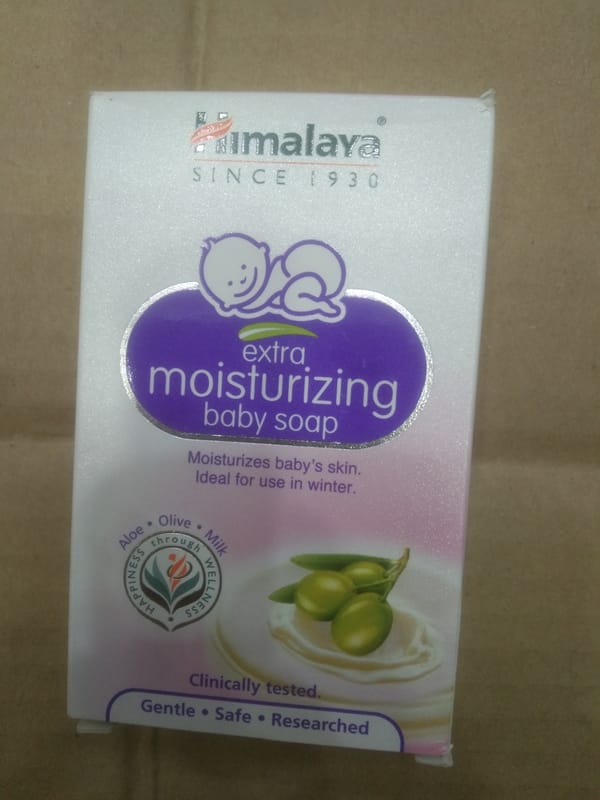 Himalaya®
SINCE 1930
extra
moisturizing
baby soap
Moisturizes baby's skin.
Ideal for use in winter.
Aloe • Olive • Milk
HAPPINESS through WELLNESS
Clinically tested.
Gentle • Safe • Researched